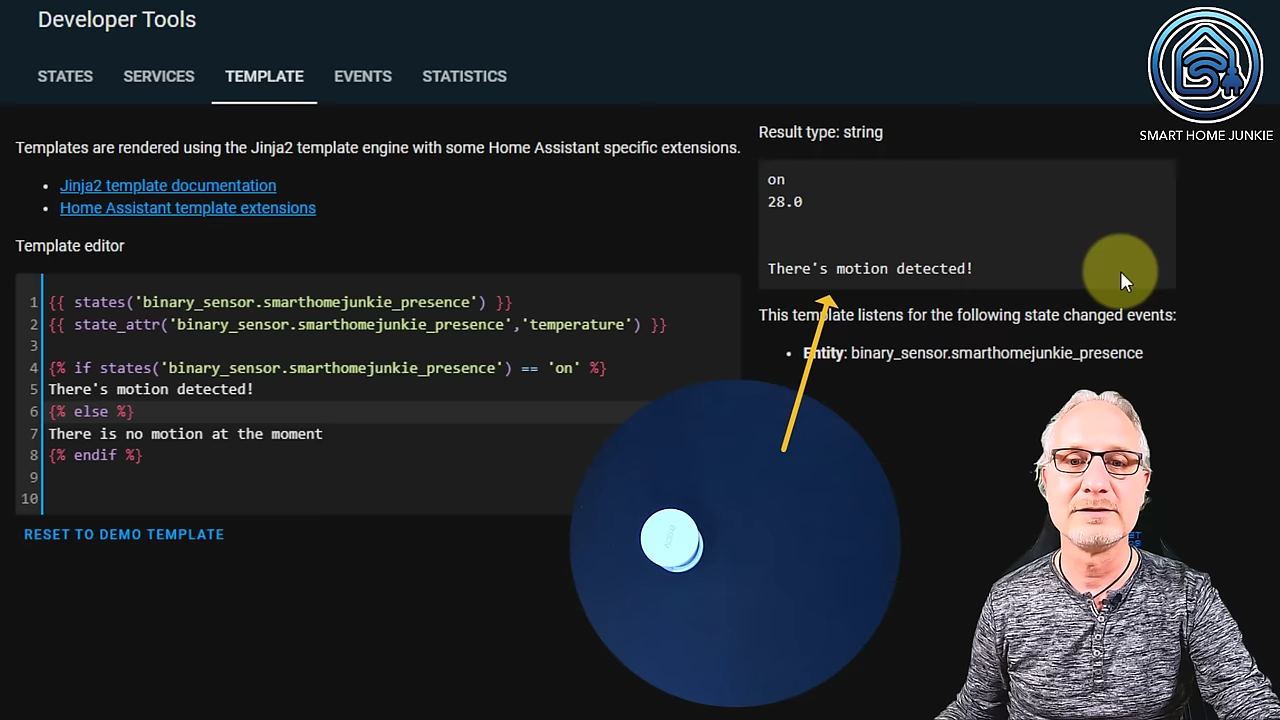 Developer Tools
STATES SERVICES TEMPLATE EVENTS STATISTICS
SMART HOME JUNKIE
Templates are rendered using the Jinja2 template engine with some Home Assistant specific extensions.
Jinja2 template documentation
Home Assistant template extensions
Template editor
1 {{ states('binary_sensor.smarthomejunkie_presence') }}
2 {{ state_attr('binary_sensor.smarthomejunkie_presence','temperature') }}
3
4 {% if states('binary_sensor.smarthomejunkie_presence') == 'on' %}
5 There's motion detected!
6 {% else %}
7 There is no motion at the moment
8 {% endif %}
9
10
RESET TO DEMO TEMPLATE
Result type: string
on
28.0
There's motion detected!
This template listens for the following state changed events:
Entity: binary_sensor.smarthomejunkie_presence